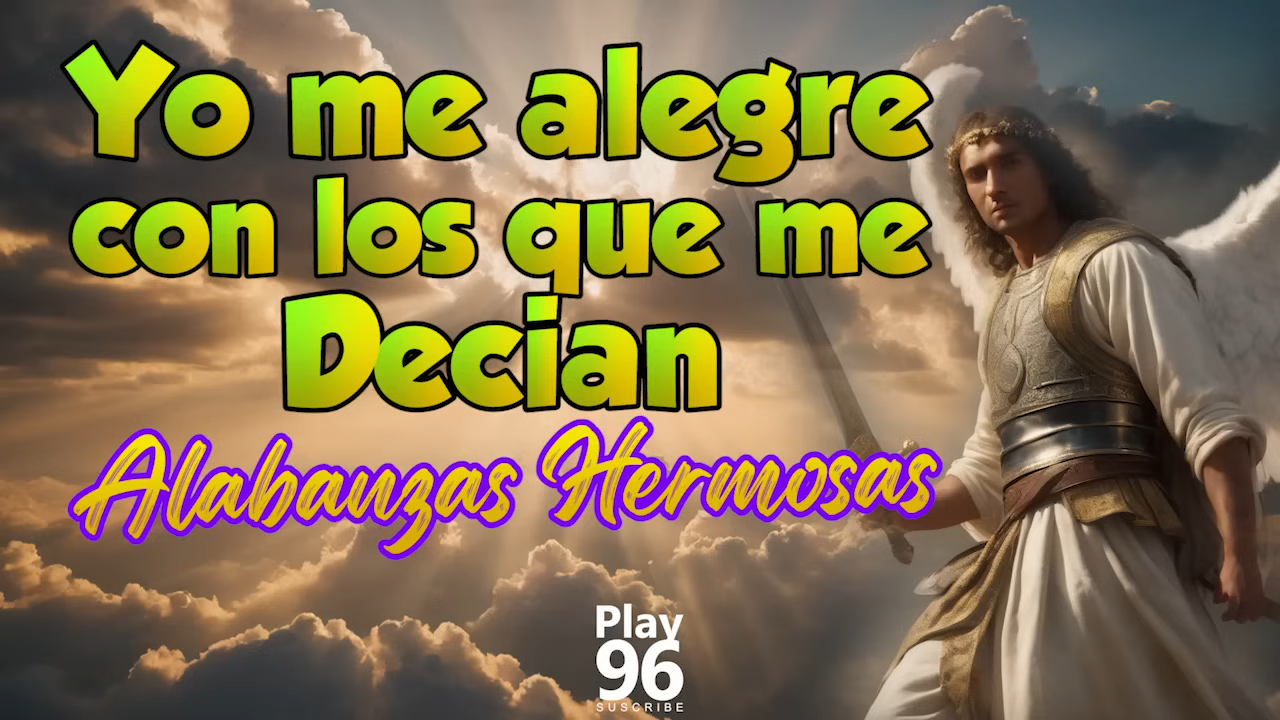 Yo me alegre
con los que me
Decian
Alabanzas Hermosas
Play
96
SUSCRIBE